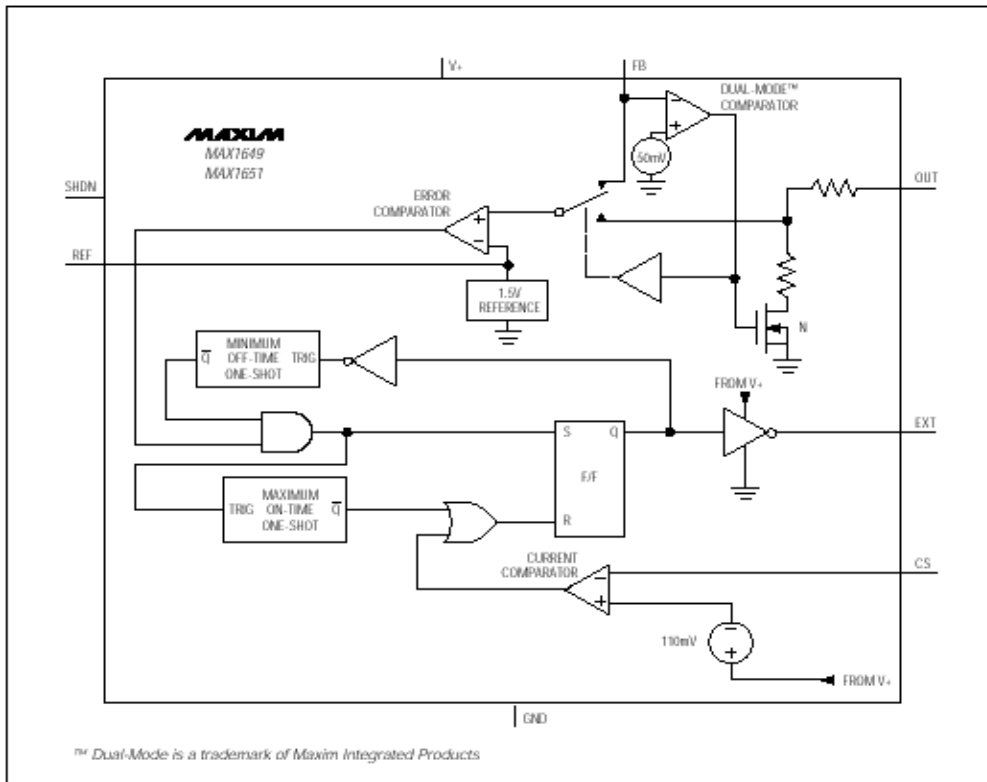 V+
FB
DUAL-MODE™
COMPARATOR
MAXIM
MAX1649
MAX1651
50mV
SHDN
OUT
ERROR
COMPARATOR
+
−
REF
1.5V
REFERENCE
N
MINIMUM
OFF-TIME
ONE-SHOT
Q
TRIG
FROM V+
S
Q
EXT
F/F
MAXIMUM
ON-TIME
ONE-SHOT
TRIG
Q
R
CURRENT
COMPARATOR
−
+
CS
110mV
−
+
FROM V+
GND
™ Dual-Mode is a trademark of Maxim Integrated Products